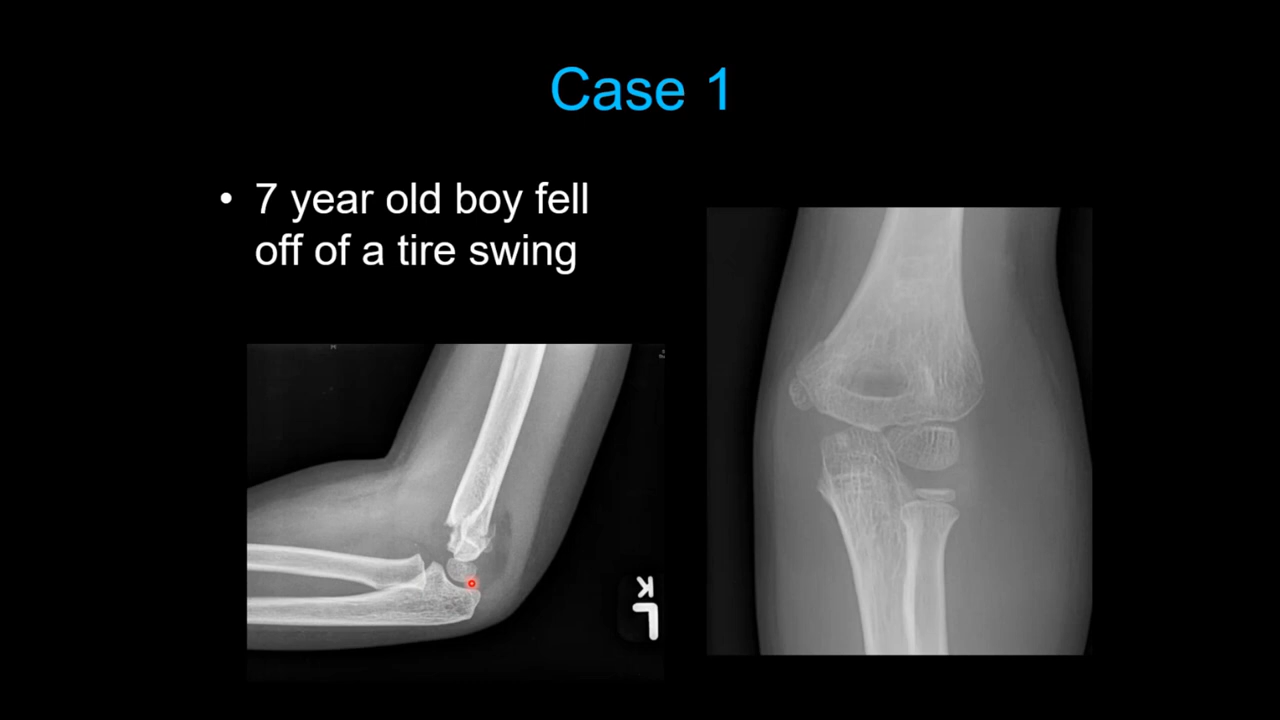 Case 1
• 7 year old boy fell
off of a tire swing
K
L